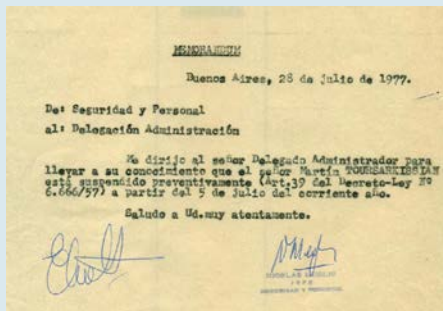 MEMORANDUM
Buenos Aires, 28 de julio de 1977.
De: Seguridad y Personal
al: Delegación Administración
Me dirijo al señor Delegado Administrador para
llevar a su conocimiento que el señor Martín TOURSARKISSIAN
está suspendido preventivamente (Art.39 del Decreto-Ley Nº
6.666/57) a partir del 5 de julio del corriente año.
Saludo a Ud.muy atentamente.
NICOLAS
JEFE
SEGURIDAD Y PERSONAL